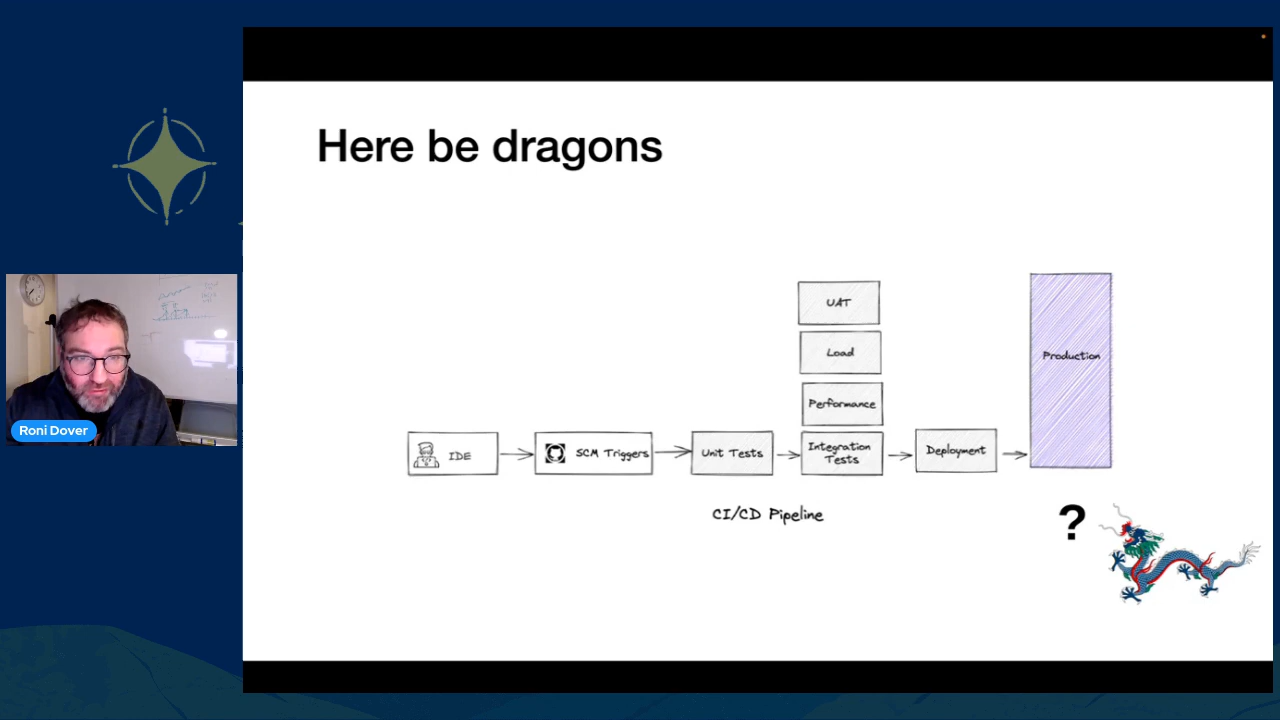 Here be dragons
UAT
Load
Performance
Production
IDE
SCM Triggers
Unit Tests
Integration
Tests
Deployment
CI/CD Pipeline
?
Roni Dover